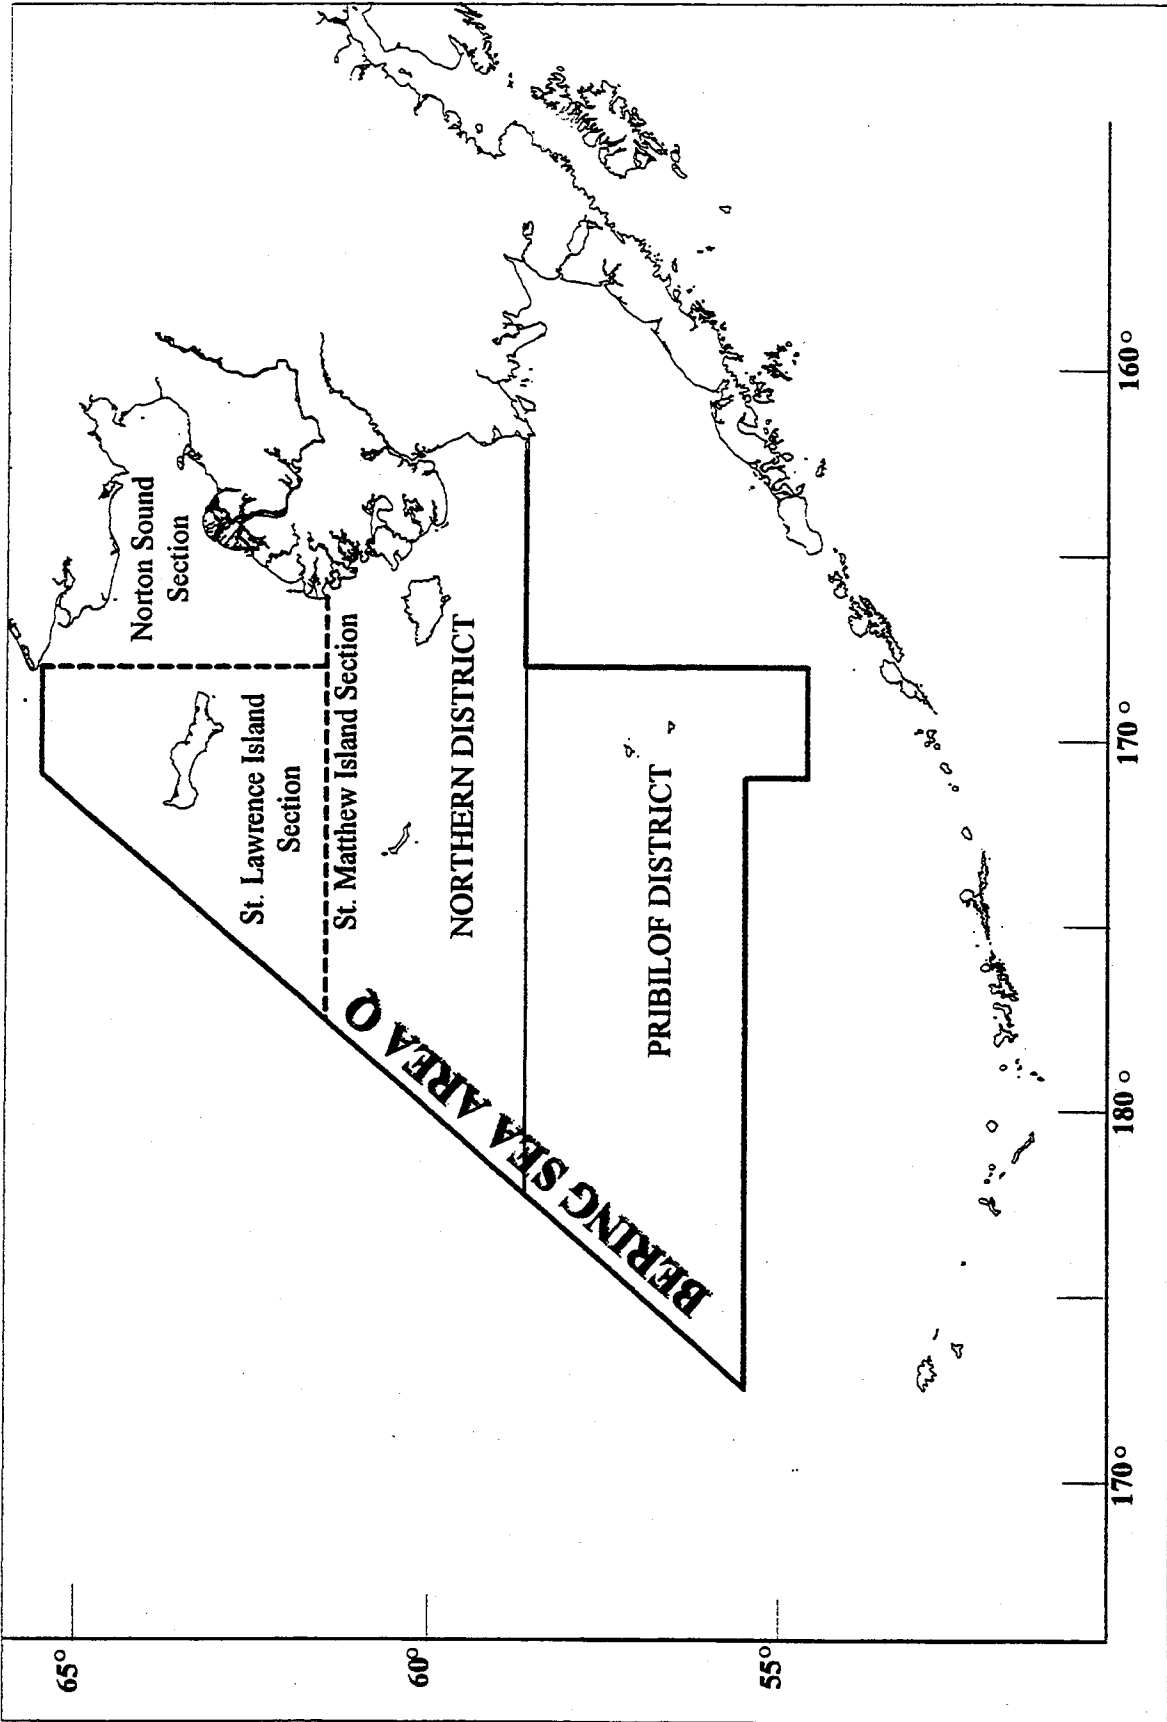 Norton Sound
Section
St. Lawrence Island
Section
St. Matthew Island Section
NORTHERN DISTRICT
BERING SEA AREA Q
PRIBILOF DISTRICT
65°
60°
55°
170°
180°
170°
160°